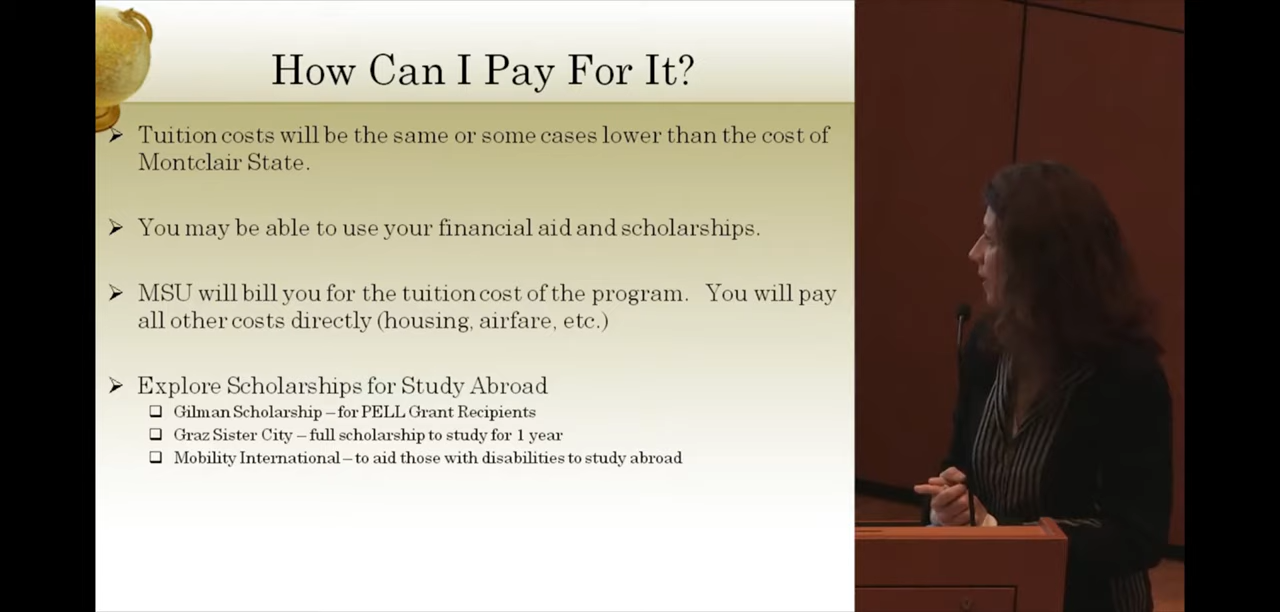 How Can I Pay For It?
➢ Tuition costs will be the same or some cases lower than the cost of
Montclair State.
➢ You may be able to use your financial aid and scholarships.
➢ MSU will bill you for the tuition cost of the program. You will pay
all other costs directly (housing, airfare, etc.)
➢ Explore Scholarships for Study Abroad
❑ Gilman Scholarship – for PELL Grant Recipients
❑ Graz Sister City – full scholarship to study for 1 year
❑ Mobility International – to aid those with disabilities to study abroad